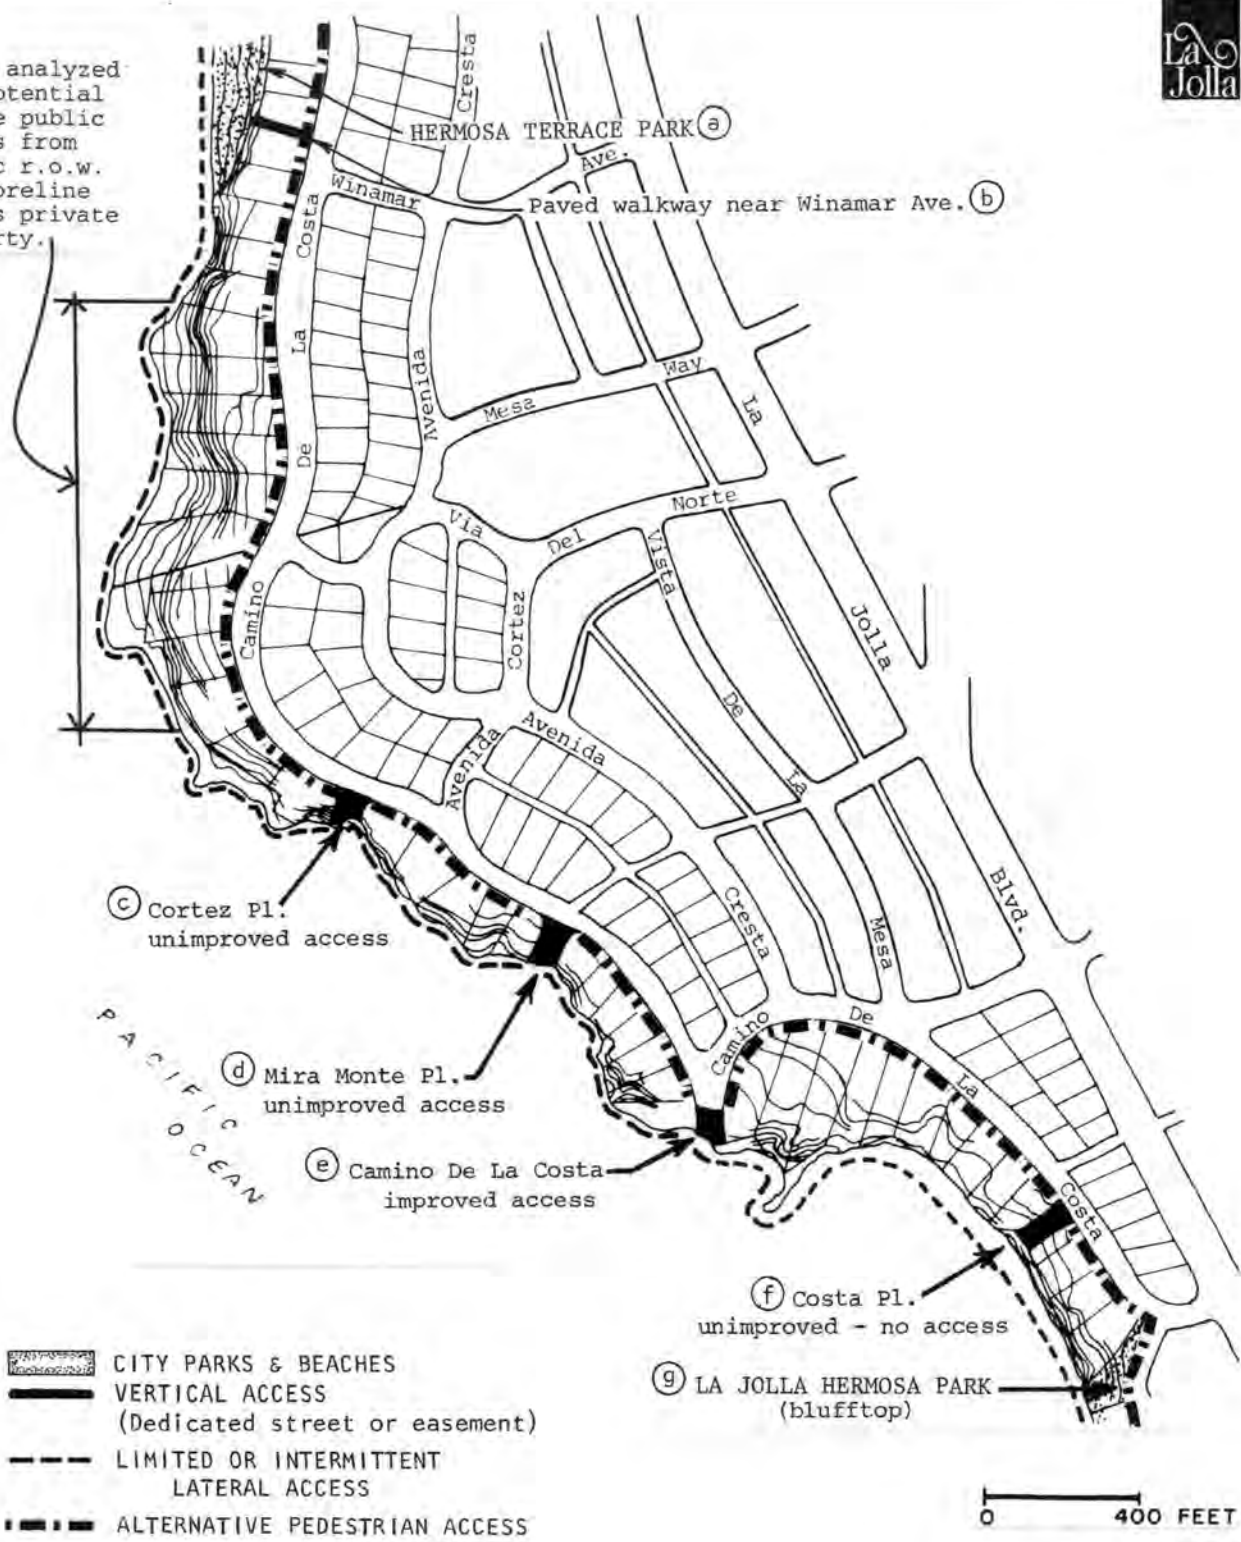 La Jolla
analyzed
public
from
r.o.w.
private
HERMOSA TERRACE PARK (a)
Paved walkway near Winamar Ave. (b)
Cresta
Ave.
Winamar
Costa
La
De
Camino
Avenida
Mesa
Way
La
Jolla
Blvd.
Via
Del
Norte
Cortez
Vista
De
La
Mesa
Avenida
Avenida
Cresta
Camino
De
La
Costa
(c) Cortez Pl.
unimproved access
(d) Mira Monte Pl.
unimproved access
(e) Camino De La Costa
improved access
(f) Costa Pl.
unimproved - no access
(g) LA JOLLA HERMOSA PARK
(blufftop)
PACIFIC
OCEAN
CITY PARKS & BEACHES
VERTICAL ACCESS
(Dedicated street or easement)
LIMITED OR INTERMITTENT
LATERAL ACCESS
ALTERNATIVE PEDESTRIAN ACCESS
0 400 FEET